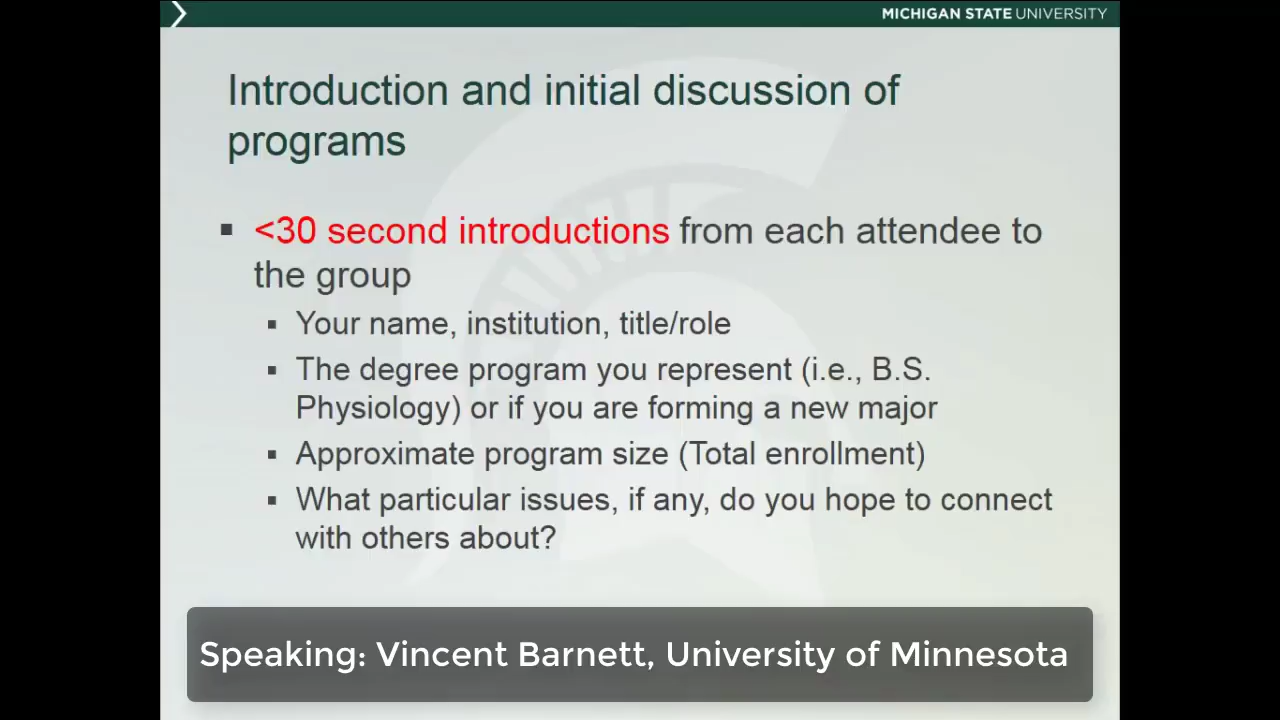 MICHIGAN STATE UNIVERSITY
Introduction and initial discussion of
programs
<30 second introductions from each attendee to
the group
Your name, institution, title/role
The degree program you represent (i.e., B.S.
Physiology) or if you are forming a new major
Approximate program size (Total enrollment)
What particular issues, if any, do you hope to connect
with others about?
Speaking: Vincent Barnett, University of Minnesota